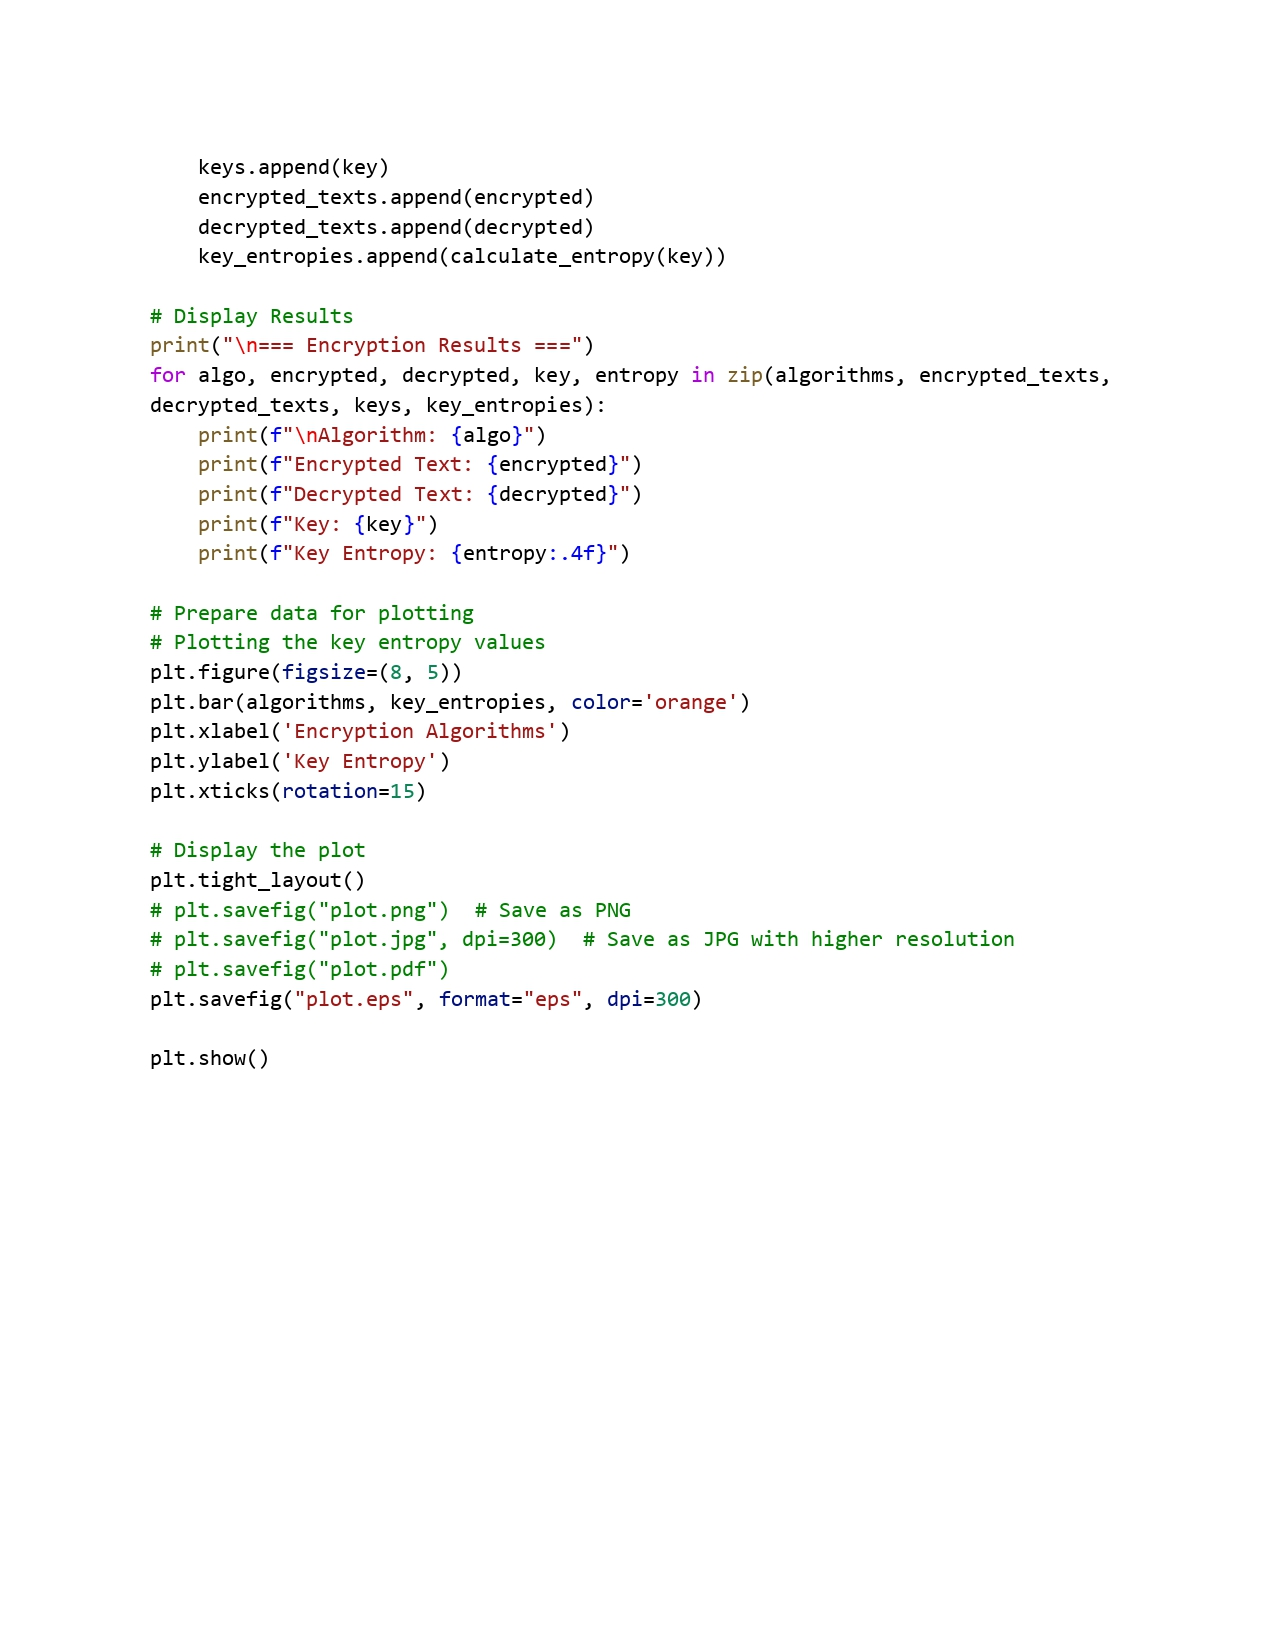 keys.append(key)
    encrypted_texts.append(encrypted)
    decrypted_texts.append(decrypted)
    key_entropies.append(calculate_entropy(key))

# Display Results
print("\n=== Encryption Results ===")
for algo, encrypted, decrypted, key, entropy in zip(algorithms, encrypted_texts,
decrypted_texts, keys, key_entropies):
    print(f"\nAlgorithm: {algo}")
    print(f"Encrypted Text: {encrypted}")
    print(f"Decrypted Text: {decrypted}")
    print(f"Key: {key}")
    print(f"Key Entropy: {entropy:.4f}")

# Prepare data for plotting
# Plotting the key entropy values
plt.figure(figsize=(8, 5))
plt.bar(algorithms, key_entropies, color='orange')
plt.xlabel('Encryption Algorithms')
plt.ylabel('Key Entropy')
plt.xticks(rotation=15)

# Display the plot
plt.tight_layout()
# plt.savefig("plot.png")  # Save as PNG
# plt.savefig("plot.jpg", dpi=300)  # Save as JPG with higher resolution
# plt.savefig("plot.pdf")
plt.savefig("plot.eps", format="eps", dpi=300)

plt.show()